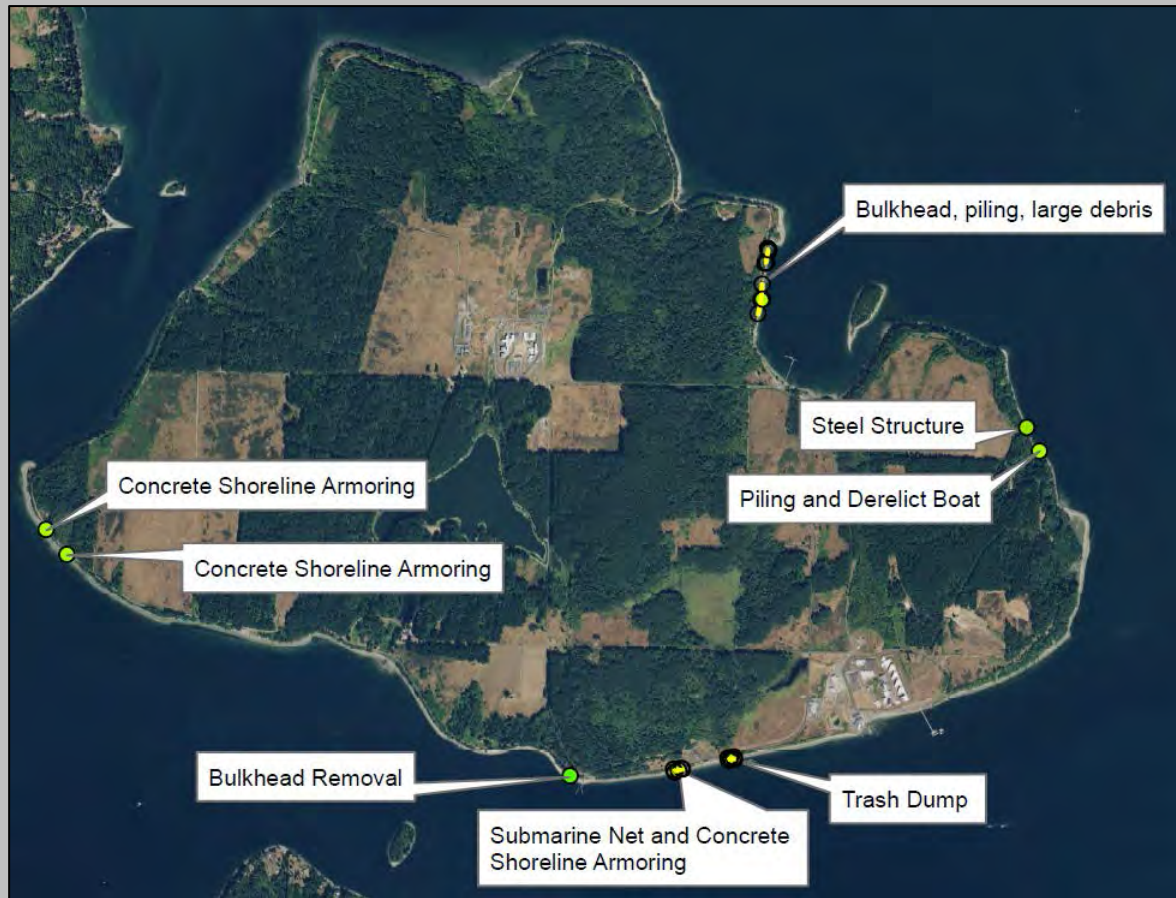 Bulkhead, piling, large debris
Steel Structure
Concrete Shoreline Armoring
Piling and Derelict Boat
Concrete Shoreline Armoring
Bulkhead Removal
Trash Dump
Submarine Net and Concrete
Shoreline Armoring